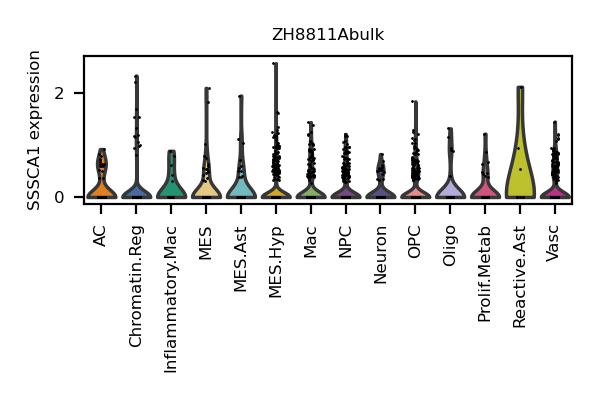 ZH8811Abulk
SSSCA1 expression
2
0
AC
Chromatin.Reg
Inflammatory.Mac
MES
MES.Ast
MES.Hyp
Mac
NPC
Neuron
OPC
Oligo
Prolif.Metab
Reactive.Ast
Vasc